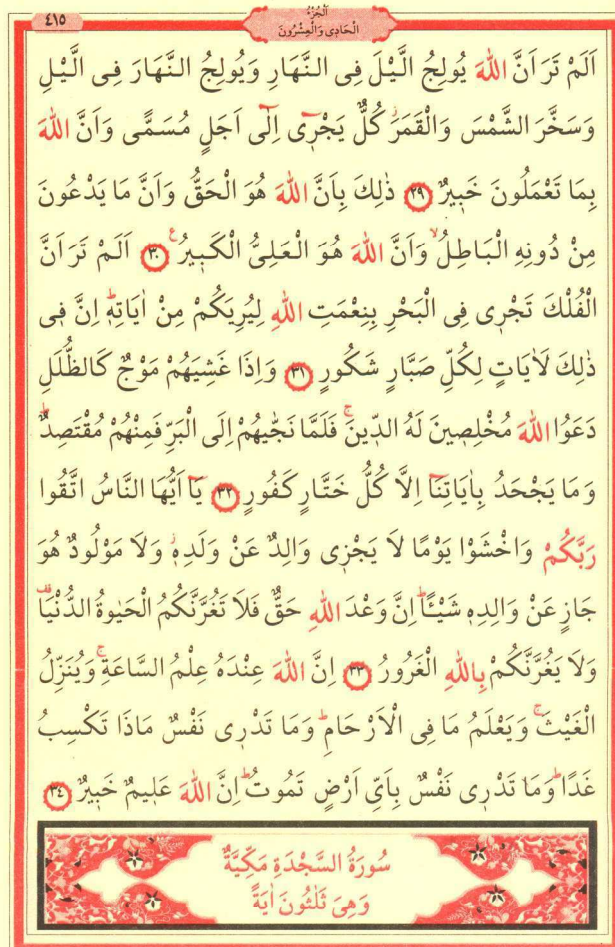 ٤١٥
اَلْجُزْءُ
الْحَادِى وَالْعِشْرُونَ
اَلَمْ تَرَ اَنَّ اللّٰهَ يُولِجُ الَّيْلَ فِى النَّهَارِ وَيُولِجُ النَّهَارَ فِى الَّيْلِ
وَسَخَّرَ الشَّمْسَ وَالْقَمَرَۘ كُلٌّ يَجْر۪ٓى اِلٰٓى اَجَلٍ مُسَمًّى وَاَنَّ اللّٰهَ
بِمَا تَعْمَلُونَ خَب۪يرٌ ﴿٢٩﴾ ذٰلِكَ بِاَنَّ اللّٰهَ هُوَ الْحَقُّ وَاَنَّ مَا يَدْعُونَ
مِنْ دُونِهِ الْبَاطِلُۙ وَاَنَّ اللّٰهَ هُوَ الْعَلِىُّ الْكَب۪يرُ ع ﴿٣٠﴾ اَلَمْ تَرَ اَنَّ
الْفُلْكَ تَجْر۪ى فِى الْبَحْرِ بِنِعْمَتِ اللّٰهِ لِيُرِيَكُمْ مِنْ اٰيَاتِه۪ۜ اِنَّ ف۪ى
ذٰلِكَ لَاٰيَاتٍ لِكُلِّ صَبَّارٍ شَكُورٍ ﴿٣١﴾ وَاِذَا غَشِيَهُمْ مَوْجٌ كَالظُّلَلِ
دَعَوُا اللّٰهَ مُخْلِص۪ينَ لَهُ الدّ۪ينَۚ فَلَمَّا نَجّٰيهُمْ اِلَى الْبَرِّ فَمِنْهُمْ مُقْتَصِدٌۜ
وَمَا يَجْحَدُ بِاٰيَاتِنَٓا اِلَّا كُلُّ خَتَّارٍ كَفُورٍ ﴿٣٢﴾ يَٓا اَيُّهَا النَّاسُ اتَّقُوا
رَبَّكُمْ وَاخْشَوْا يَوْمًا لَا يَجْز۪ى وَالِدٌ عَنْ وَلَدِه۪ۘ وَلَا مَوْلُودٌ هُوَ
جَازٍ عَنْ وَالِدِه۪ شَيْـًٔاۜ اِنَّ وَعْدَ اللّٰهِ حَقٌّ فَلَا تَغُرَّنَّكُمُ الْحَيٰوةُ الدُّنْيَا۠
وَلَا يَغُرَّنَّكُمْ بِاللّٰهِ الْغَرُورُ ﴿٣٣﴾ اِنَّ اللّٰهَ عِنْدَهُ عِلْمُ السَّاعَةِۚ وَيُنَزِّلُ
الْغَيْثَۚ وَيَعْلَمُ مَا فِى الْاَرْحَامِۜ وَمَا تَدْر۪ى نَفْسٌ مَاذَا تَكْسِبُ
غَدًاۜ وَمَا تَدْر۪ى نَفْسٌ بِاَىِّ اَرْضٍ تَمُوتُۜ اِنَّ اللّٰهَ عَل۪يمٌ خَب۪يرٌ ﴿٣٤﴾
سُورَةُ السَّجْدَةِ مَكِّيَّةٌ
وَهِىَ ثَلٰثُونَ اٰيَةً